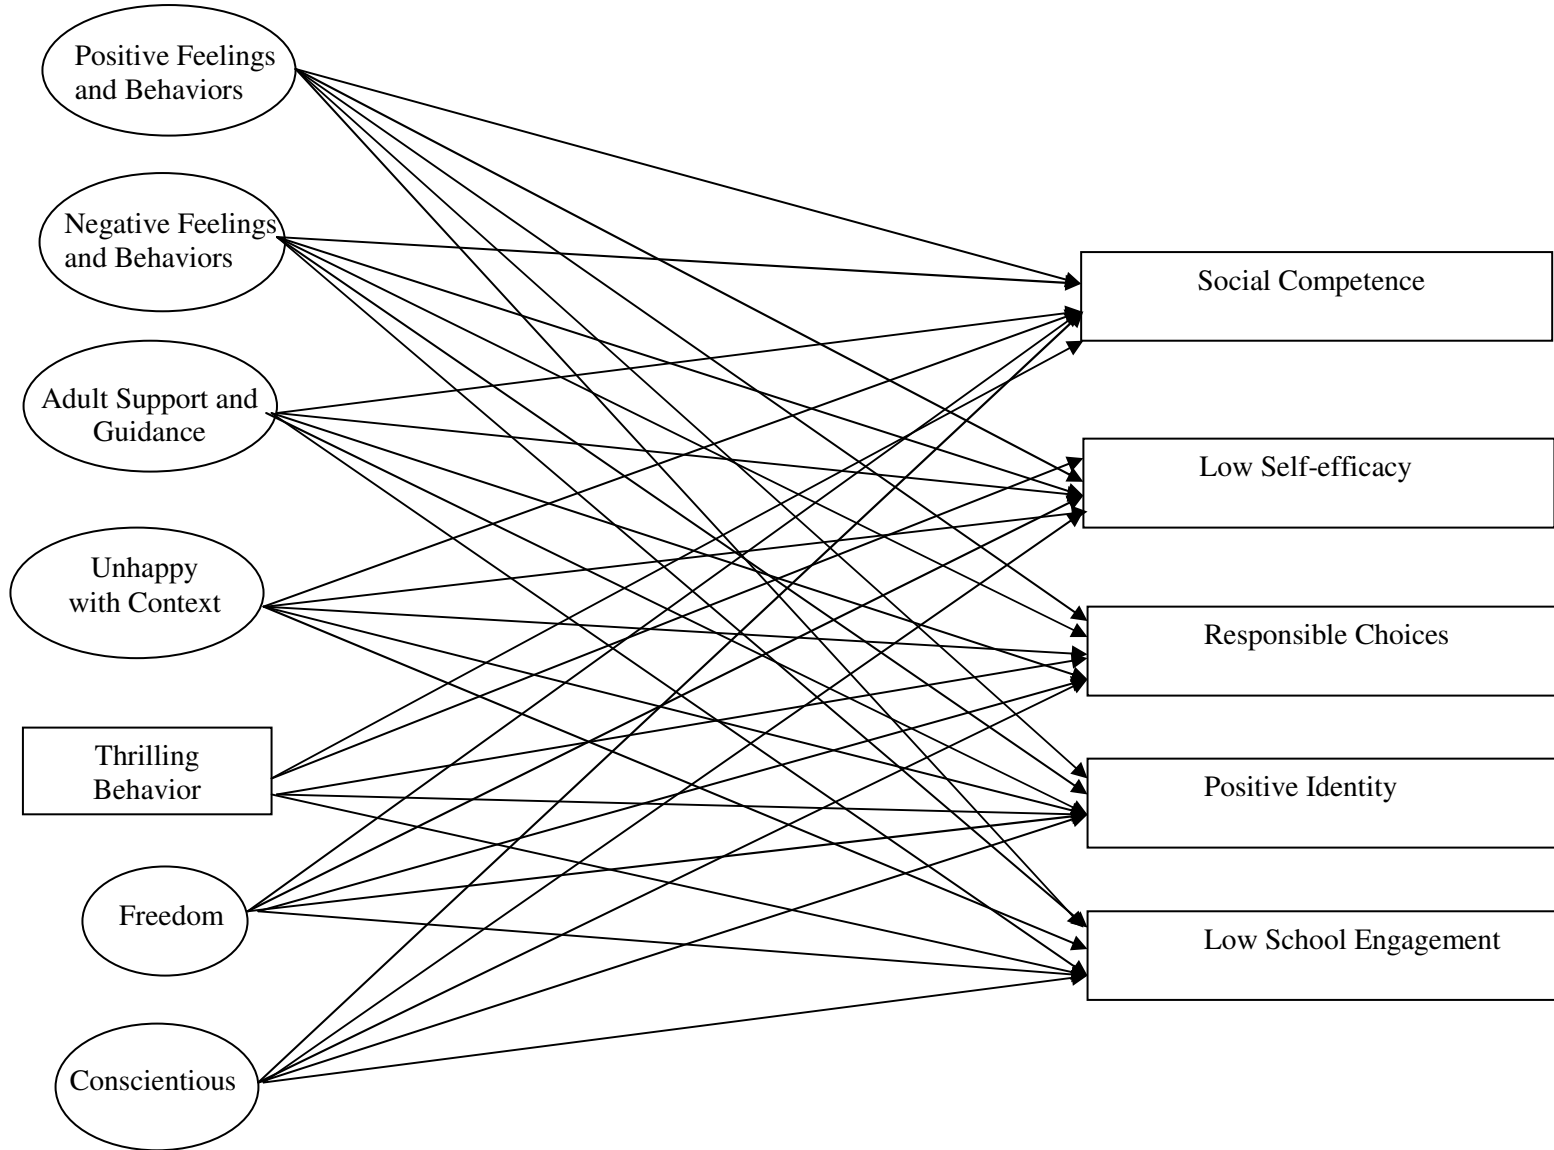 Positive Feelings
and Behaviors
Negative Feelings
and Behaviors
Adult Support and
Guidance
Unhappy
with Context
Thrilling
Behavior
Freedom
Conscientious
Social Competence
Low Self-efficacy
Responsible Choices
Positive Identity
Low School Engagement